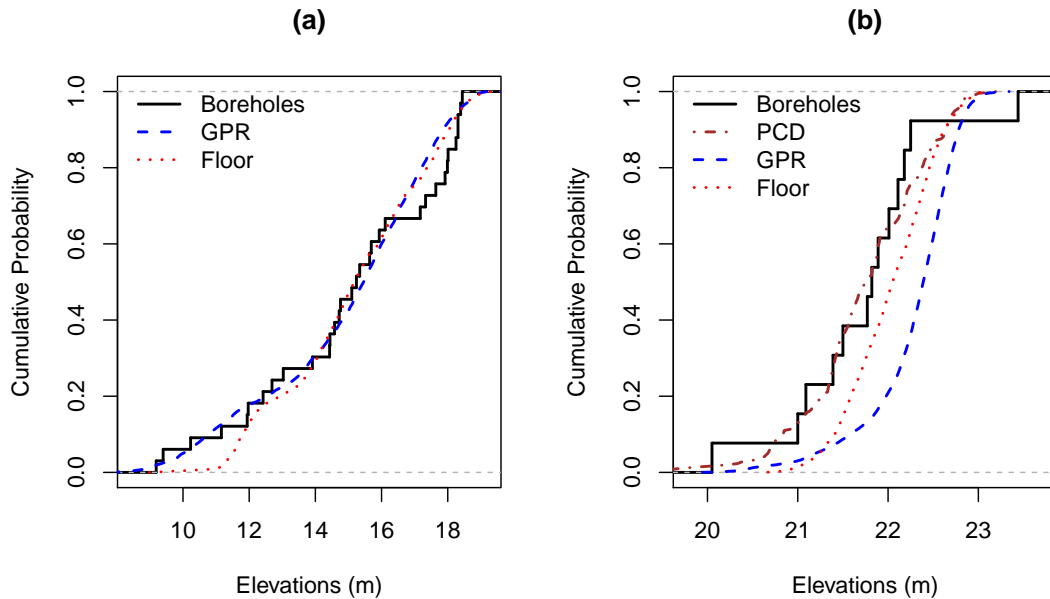 (a)
Cumulative Probability
0.0
0.2
0.4
0.6
0.8
1.0
Boreholes
GPR
Floor
10 12 14 16 18
Elevations (m)
(b)
Cumulative Probability
0.0
0.2
0.4
0.6
0.8
1.0
Boreholes
PCD
GPR
Floor
20 21 22 23
Elevations (m)